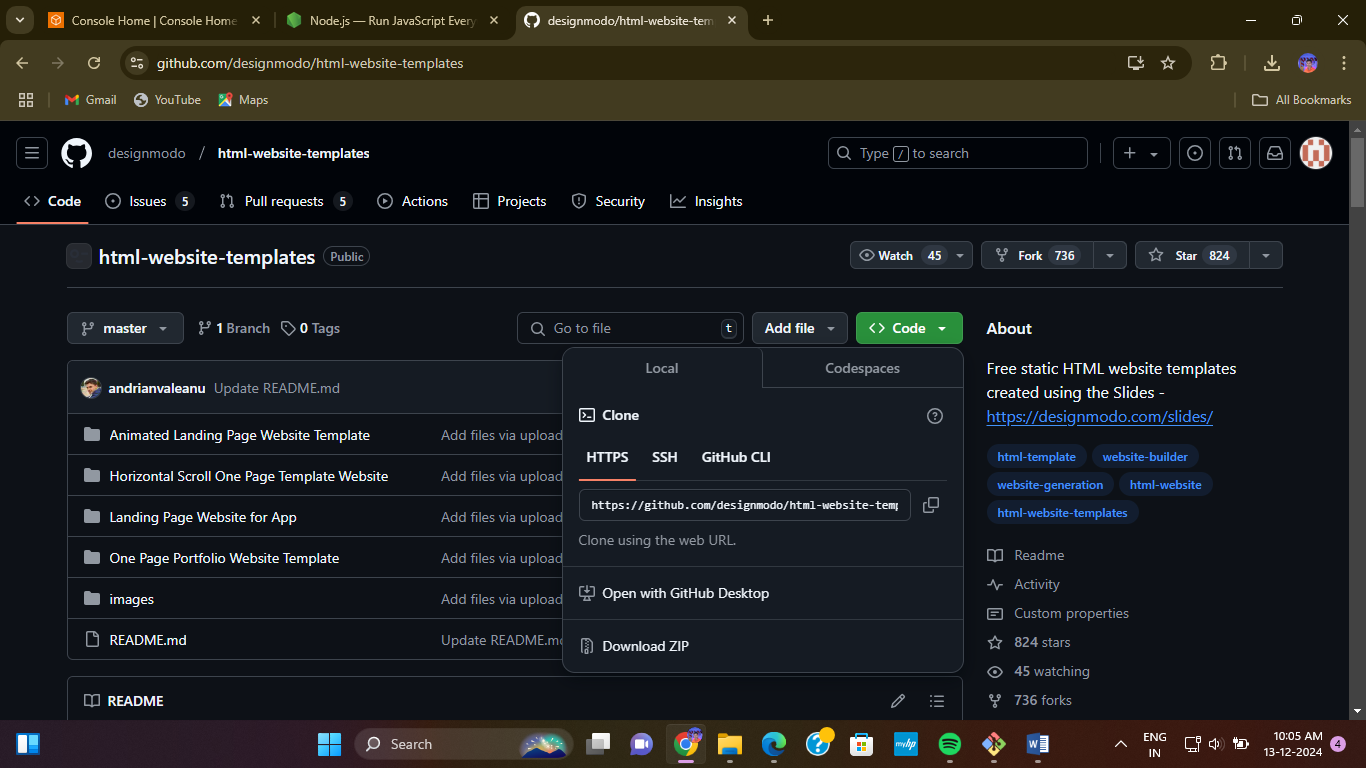 Console Home | Console Home
Node.js — Run JavaScript Every
designmodo/html-website-tem
github.com/designmodo/html-website-templates
Gmail
YouTube
Maps
All Bookmarks
designmodo / html-website-templates
Type / to search
Code
Issues 5
Pull requests 5
Actions
Projects
Security
Insights
html-website-templates Public
Watch 45
Fork 736
Star 824
master
1 Branch
0 Tags
Go to file t
Add file
Code
About
Local
Codespaces
Free static HTML website templates
created using the Slides -
https://designmodo.com/slides/
andrianvaleanu Update README.md
Clone
Animated Landing Page Website Template Add files via upload
HTTPS
SSH
GitHub CLI
html-template
website-builder
Horizontal Scroll One Page Template Website Add files via upload
website-generation
html-website
https://github.com/designmodo/html-website-temp
html-website-templates
Landing Page Website for App Add files via upload
Clone using the web URL.
One Page Portfolio Website Template Add files via upload
Readme
Activity
images Add files via upload
Open with GitHub Desktop
Custom properties
README.md Update README.md
Download ZIP
824 stars
45 watching
736 forks
README
Search
myhp
ENG
IN
10:05 AM
13-12-2024
4